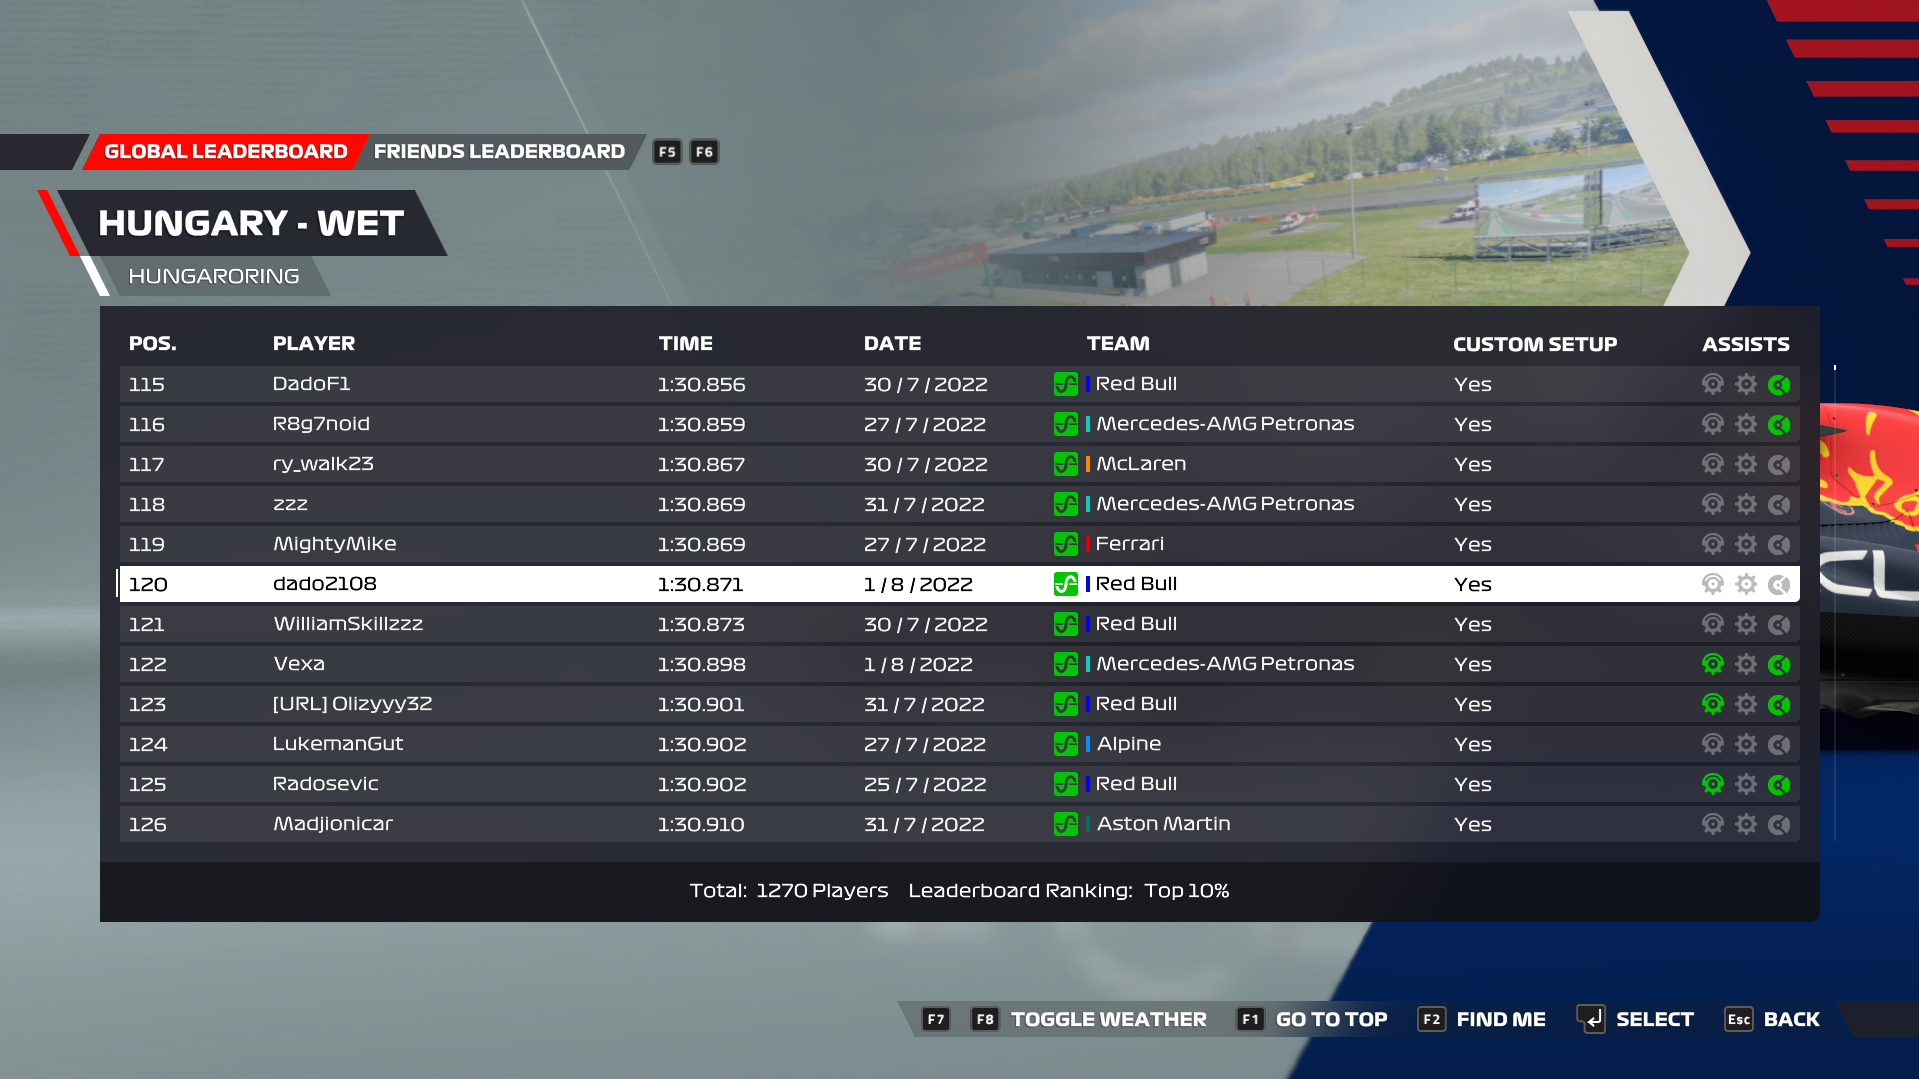 GLOBAL LEADERBOARD FRIENDS LEADERBOARD F5 F6
HUNGARY - WET
HUNGARORING
POS. PLAYER TIME DATE TEAM CUSTOM SETUP ASSISTS
115 DadoF1 1:30.856 30 / 7 / 2022 Red Bull Yes
116 R8g7noid 1:30.859 27 / 7 / 2022 Mercedes-AMG Petronas Yes
117 ry_walk23 1:30.867 30 / 7 / 2022 McLaren Yes
118 zzz 1:30.869 31 / 7 / 2022 Mercedes-AMG Petronas Yes
119 MightyMike 1:30.869 27 / 7 / 2022 Ferrari Yes
120 dado2108 1:30.871 1 / 8 / 2022 Red Bull Yes
121 WilliamSkillzzz 1:30.873 30 / 7 / 2022 Red Bull Yes
122 Vexa 1:30.898 1 / 8 / 2022 Mercedes-AMG Petronas Yes
123 [URL] Olizyyy32 1:30.901 31 / 7 / 2022 Red Bull Yes
124 LukemanGut 1:30.902 27 / 7 / 2022 Alpine Yes
125 Radosevic 1:30.902 25 / 7 / 2022 Red Bull Yes
126 Madjionicar 1:30.910 31 / 7 / 2022 Aston Martin Yes
Total: 1270 Players Leaderboard Ranking: Top 10%
F7 F8 TOGGLE WEATHER F1 GO TO TOP F2 FIND ME SELECT Esc BACK